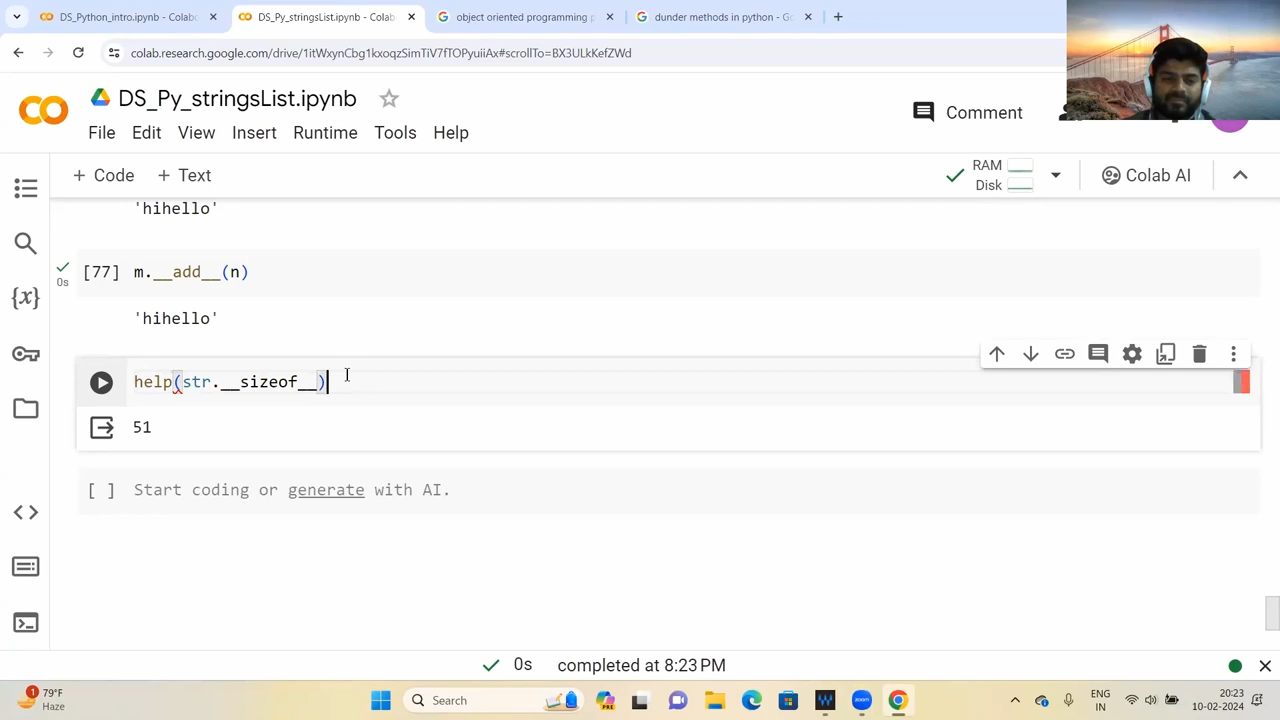 DS_Python_intro.ipynb - Colab
DS_Py_stringsList.ipynb - Colab
object oriented programming p
dunder methods in python - Go
colab.research.google.com/drive/1itWxynCbg1kxoqzSimTiV7fTOPyuiiAx#scrollTo=BX3ULkKefZWd
DS_Py_stringsList.ipynb
Comment
File Edit View Insert Runtime Tools Help
+ Code + Text
RAM
Disk
Colab AI
'hihello'
[77] m.__add__(n)
0s
'hihello'
help(str.__sizeof__)
51
[ ] Start coding or generate with AI.
0s completed at 8:23 PM
1
79°F
Haze
Search
PRE
ENG
IN
20:23
10-02-2024